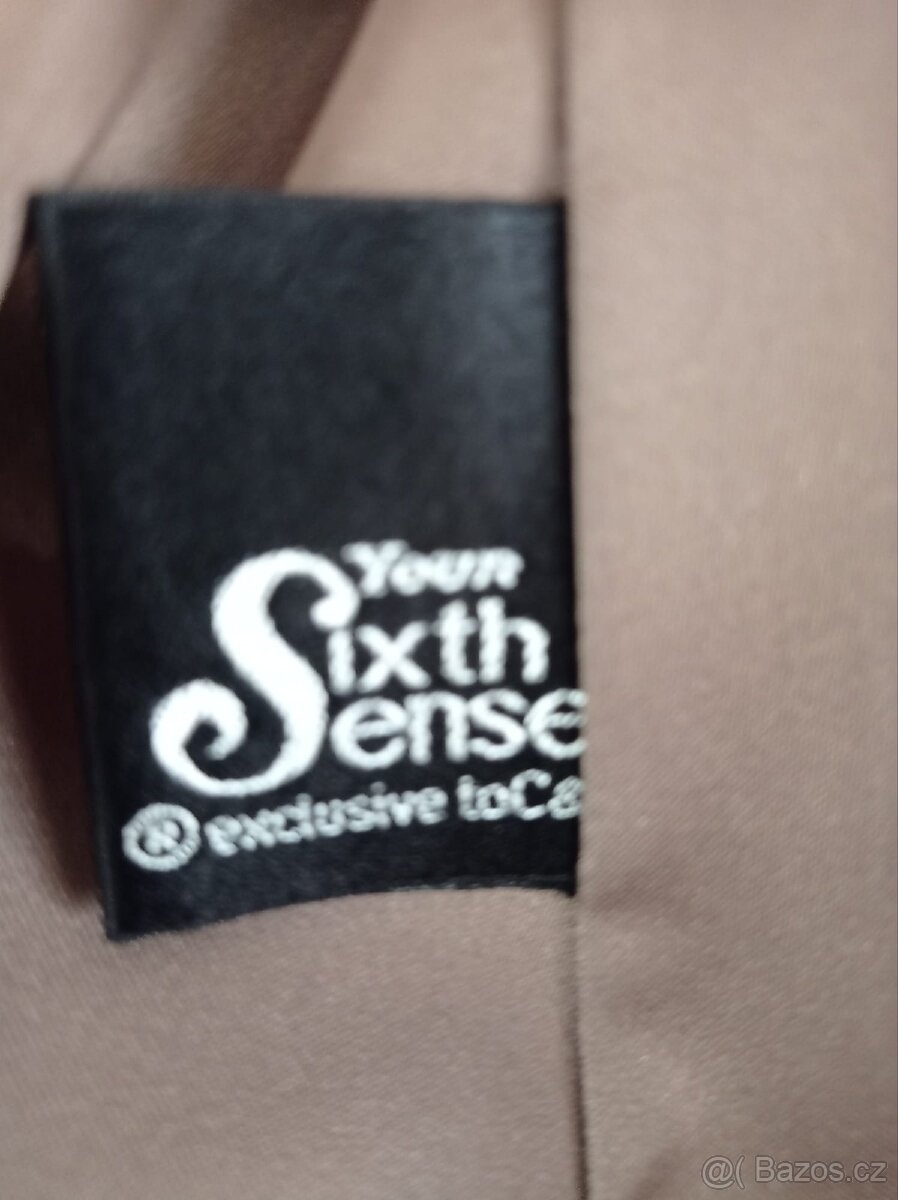 Your
Sixth
Sense
® exclusive to C&
@( Bazos.cz